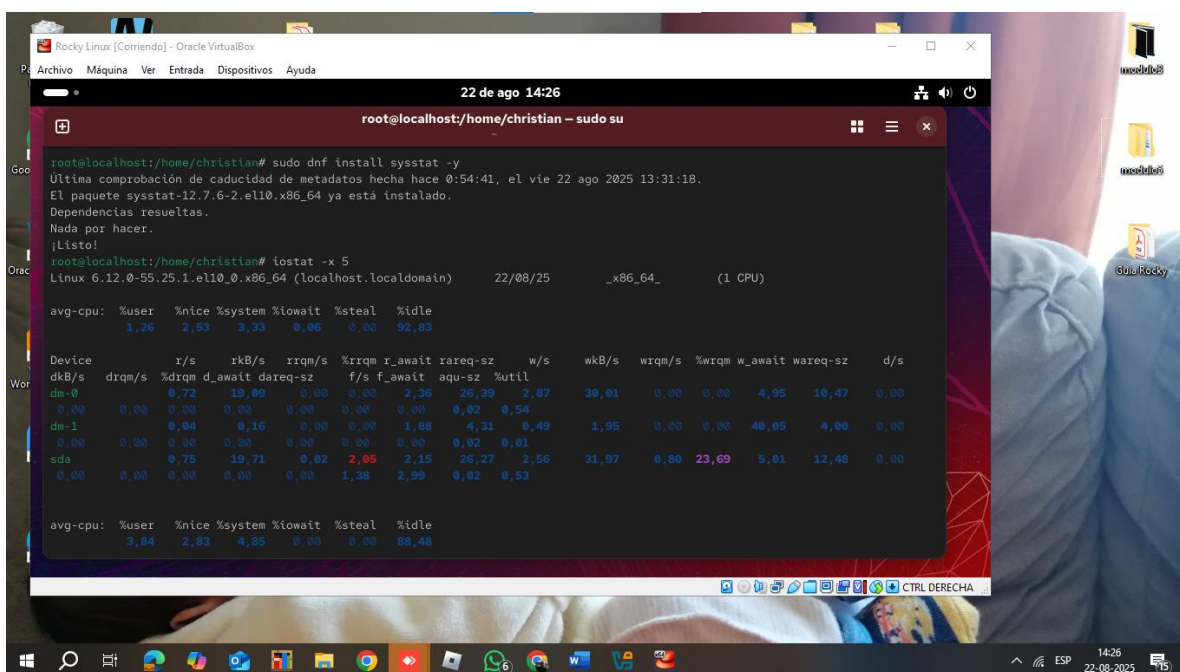 Rocky Linux [Corriendo] - Oracle VirtualBox
Archivo Máquina Ver Entrada Dispositivos Ayuda
modulo3
22 de ago 14:26
root@localhost:/home/christian – sudo su
~
root@localhost:/home/christian# sudo dnf install sysstat -y
Última comprobación de caducidad de metadatos hecha hace 0:54:41, el vie 22 ago 2025 13:31:18.
El paquete sysstat-12.7.6-2.el10.x86_64 ya está instalado.
Dependencias resueltas.
Nada por hacer.
¡Listo!
root@localhost:/home/christian# iostat -x 5
Linux 6.12.0-55.25.1.el10_0.x86_64 (localhost.localdomain) 22/08/25 _x86_64_ (1 CPU)
avg-cpu: %user %nice %system %iowait %steal %idle
1,26 2,53 3,33 0,06 0,00 92,83
Device r/s rkB/s rrqm/s %rrqm r_await rareq-sz w/s wkB/s wrqm/s %wrqm w_await wareq-sz d/s
dkB/s drqm/s %drqm d_await dareq-sz f/s f_await aqu-sz %util
dm-0 0,72 19,09 0,00 0,00 2,36 26,39 2,87 30,01 0,00 0,00 4,95 10,47 0,00
0,00 0,00 0,00 0,00 0,00 0,00 0,00 0,02 0,54
dm-1 0,04 0,16 0,00 0,00 1,88 4,31 0,49 1,95 0,00 0,00 40,05 4,00 0,00
0,00 0,00 0,00 0,00 0,00 0,00 0,00 0,02 0,01
sda 0,75 19,71 0,02 2,05 2,15 26,27 2,56 31,97 0,80 23,69 5,01 12,48 0,00
0,00 0,00 0,00 0,00 0,00 1,38 2,99 0,02 0,53
avg-cpu: %user %nice %system %iowait %steal %idle
3,84 2,83 4,85 0,00 0,00 88,48
Guia Rocky
CTRL DERECHA
ESP
14:26
22-08-2025